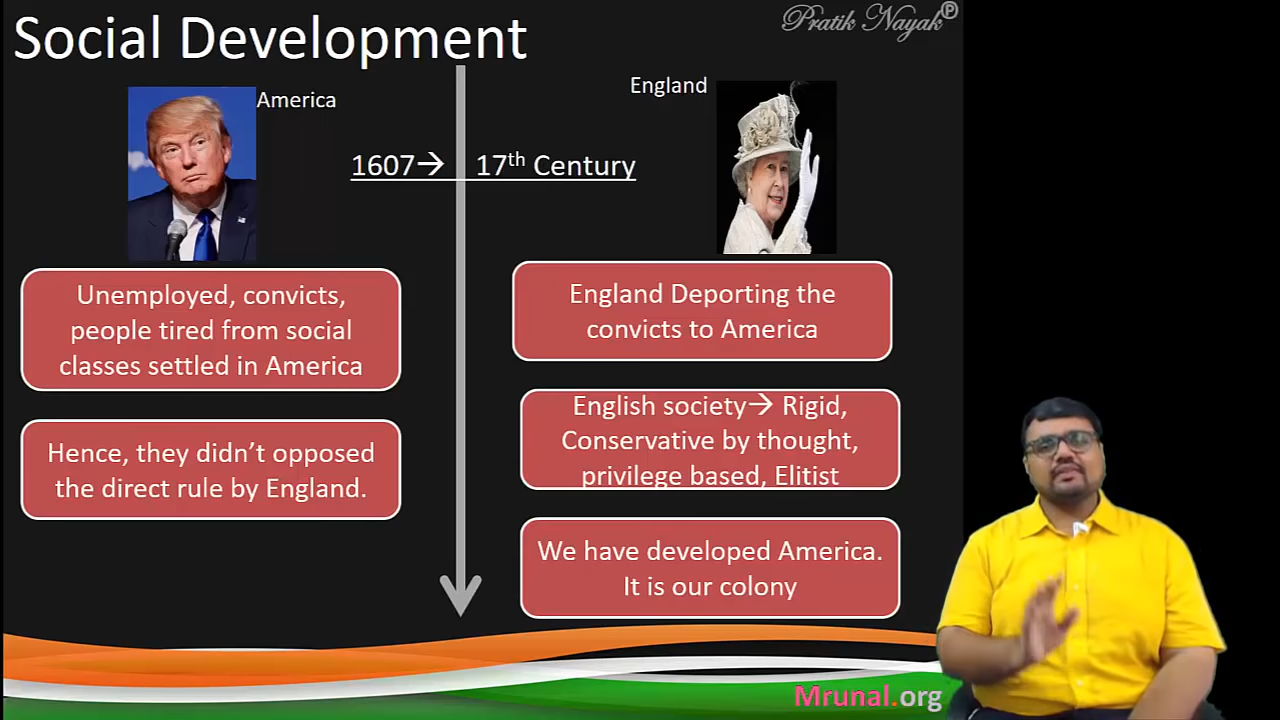 Social Development
Pratik Nayak℗
America
England
1607→
17th Century
Unemployed, convicts,
people tired from social
classes settled in America
Hence, they didn’t opposed
the direct rule by England.
England Deporting the
convicts to America
English society→ Rigid,
Conservative by thought,
privilege based, Elitist
We have developed America.
It is our colony
Mrunal.org